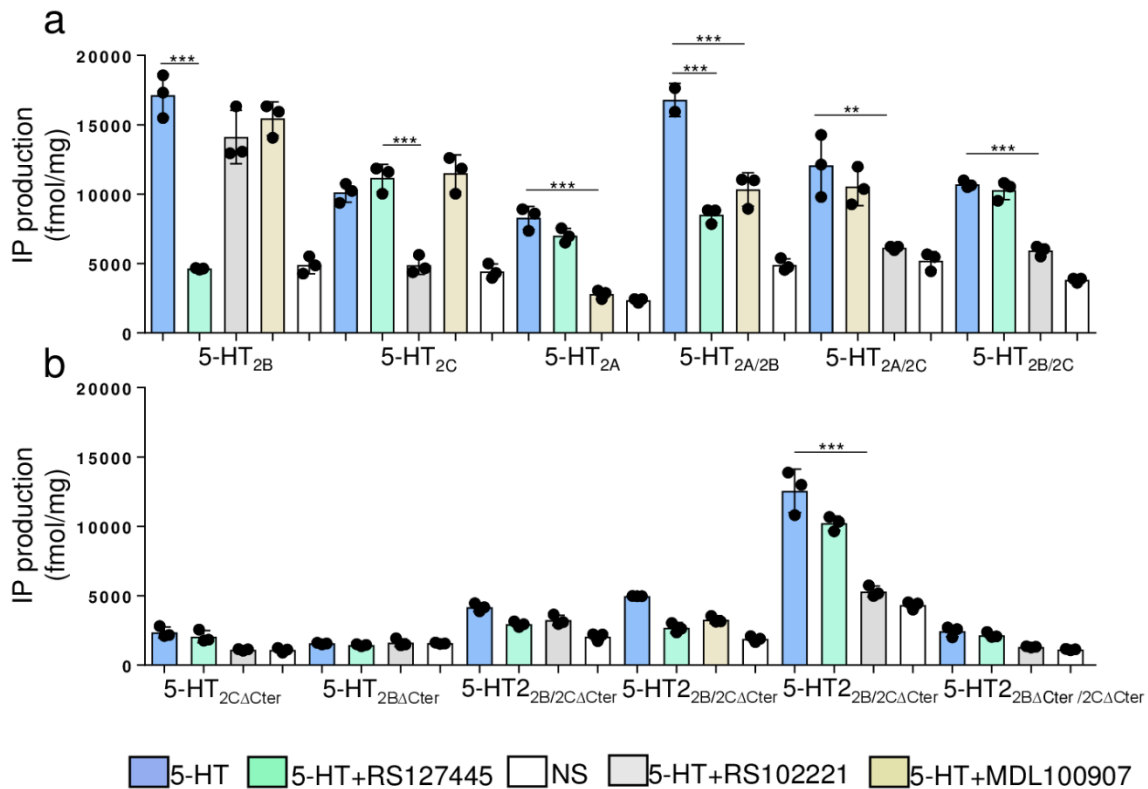 a
*** *** *** *** *** ** ***
20000
15000
10000
5000
0
IP production
(fmol/mg)
5-HT2B 5-HT2C 5-HT2A 5-HT2A/2B 5-HT2A/2C 5-HT2B/2C
b
***
20000
15000
10000
5000
0
IP production
(fmol/mg)
5-HT2CΔCter 5-HT2BΔCter 5-HT22B/2CΔCter 5-HT22B/2CΔCter 5-HT22B/2CΔCter 5-HT22BΔCter /2CΔCter
5-HT 5-HT+RS127445 NS 5-HT+RS102221 5-HT+MDL100907